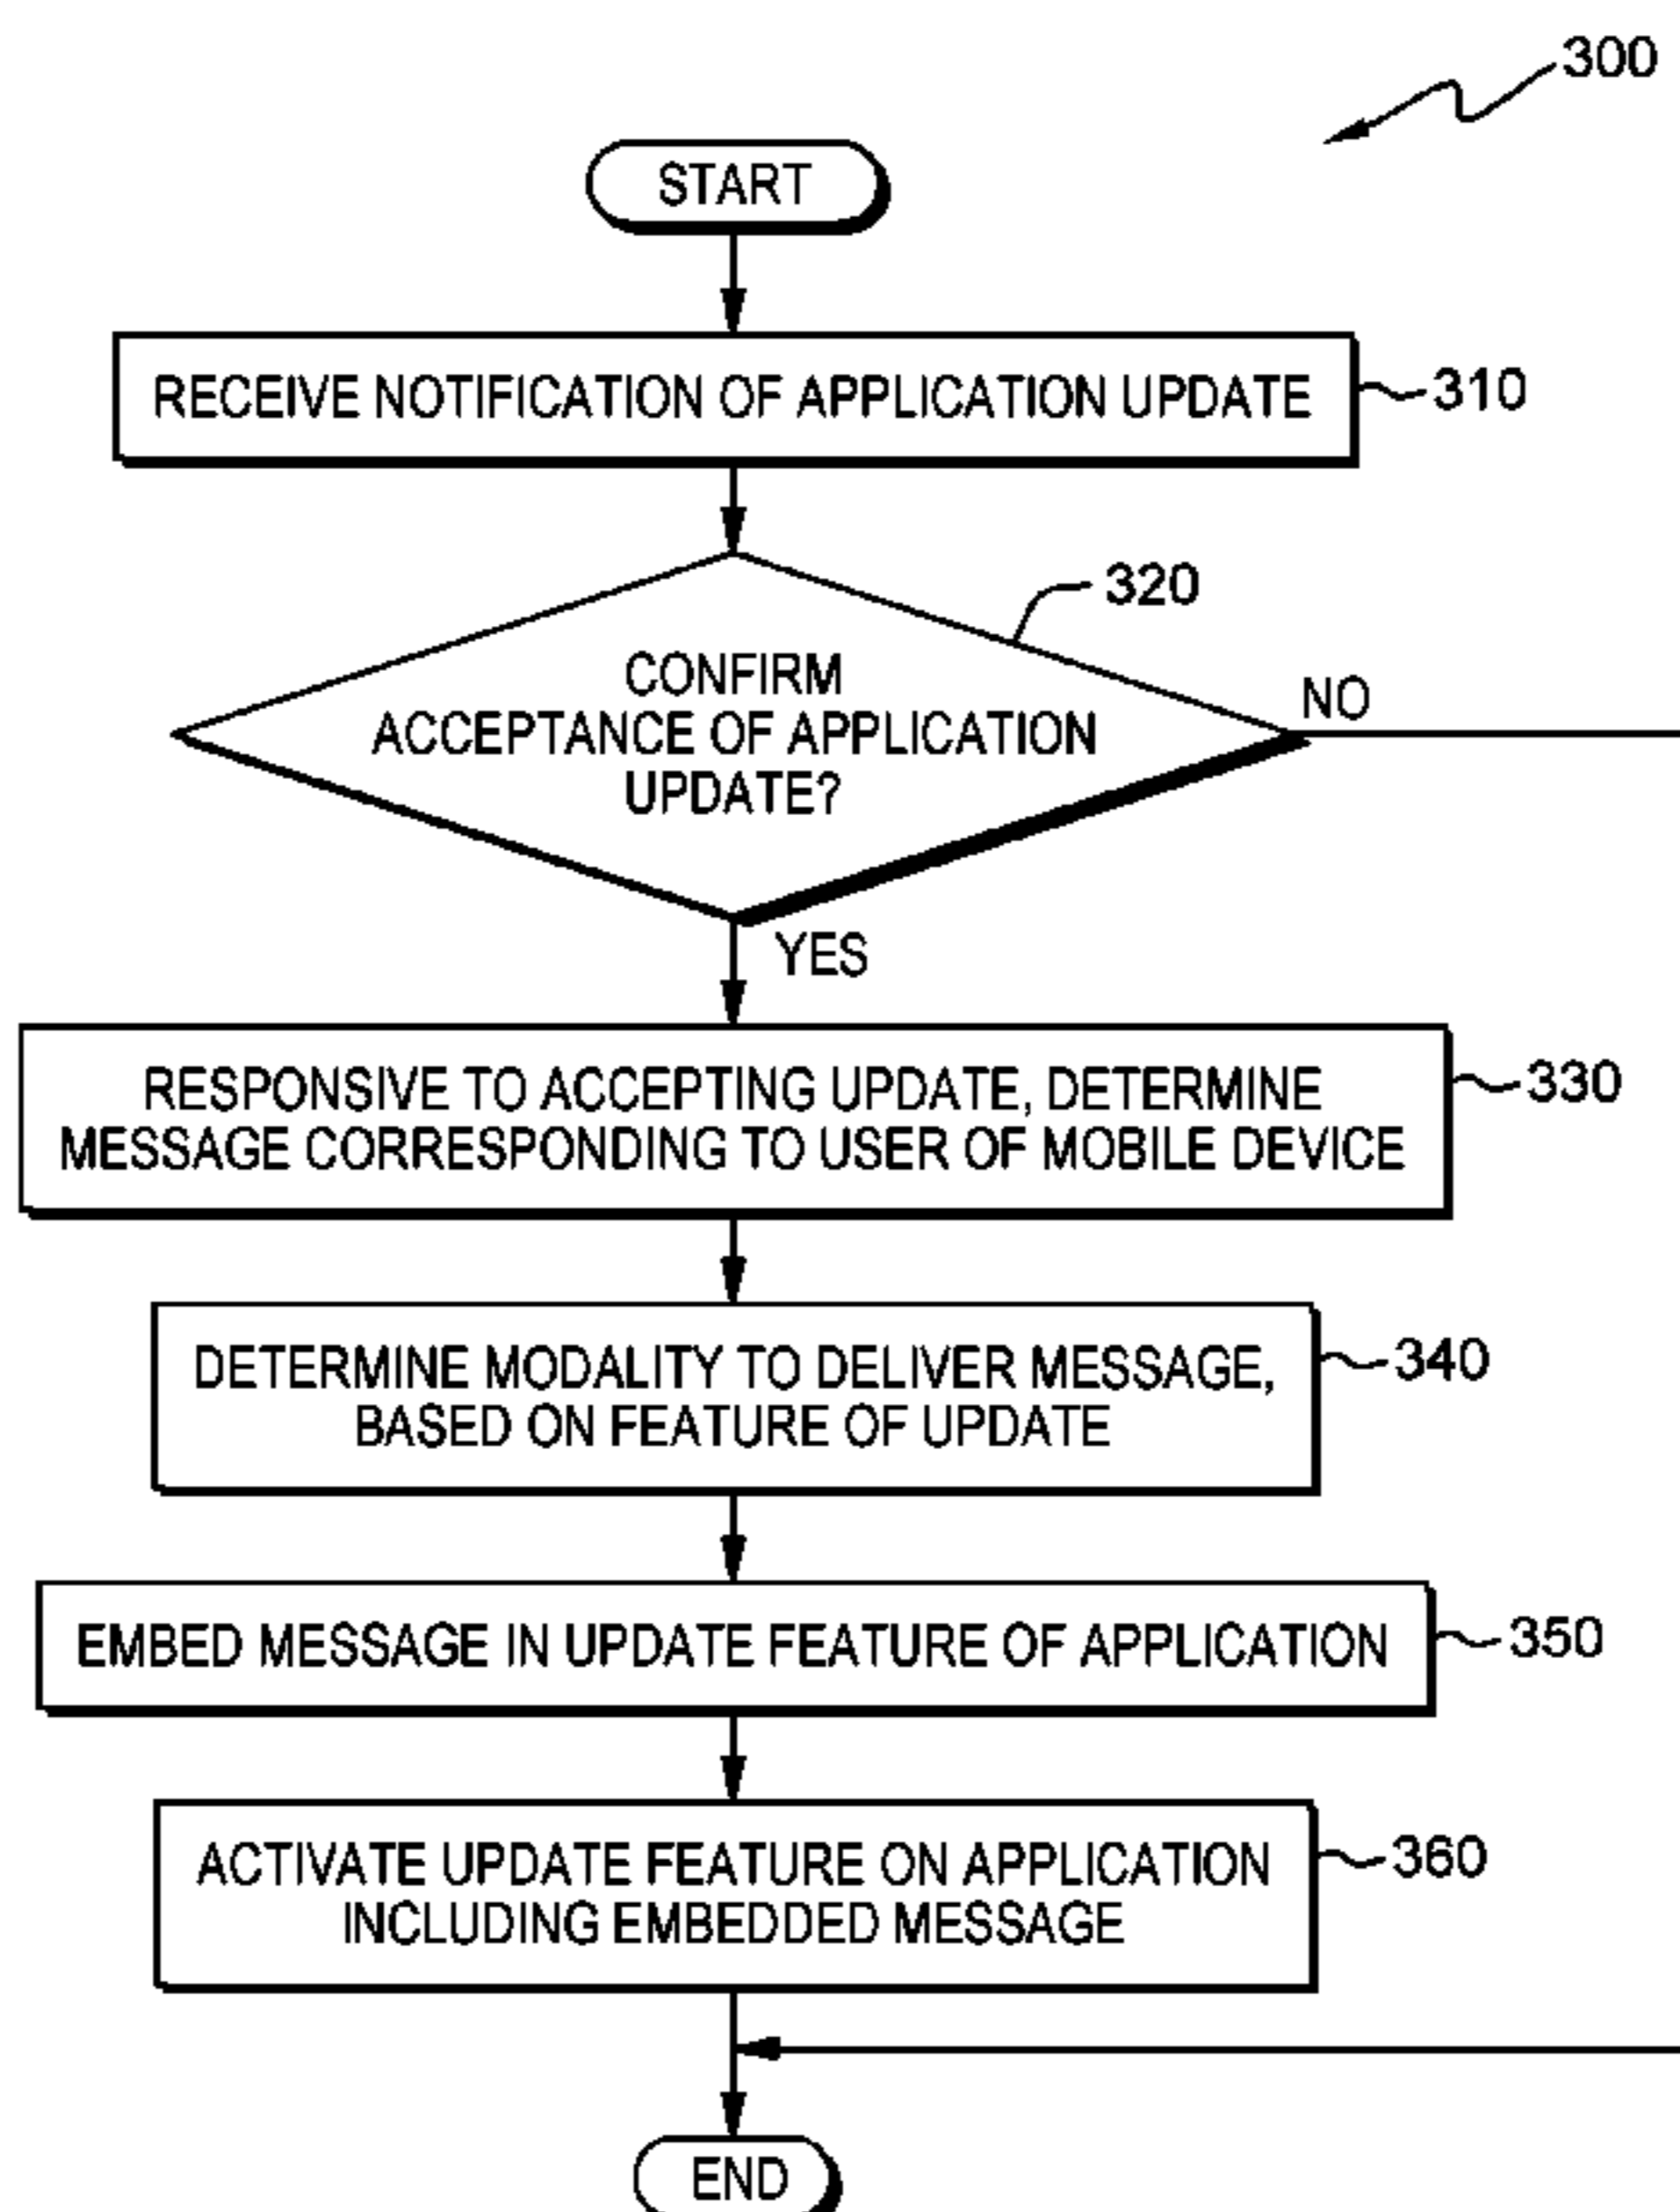 300
START
RECEIVE NOTIFICATION OF APPLICATION UPDATE
310
320
CONFIRM
ACCEPTANCE OF APPLICATION
UPDATE?
NO
YES
RESPONSIVE TO ACCEPTING UPDATE, DETERMINE
MESSAGE CORRESPONDING TO USER OF MOBILE DEVICE
330
DETERMINE MODALITY TO DELIVER MESSAGE,
BASED ON FEATURE OF UPDATE
340
EMBED MESSAGE IN UPDATE FEATURE OF APPLICATION
350
ACTIVATE UPDATE FEATURE ON APPLICATION
INCLUDING EMBEDDED MESSAGE
360
END